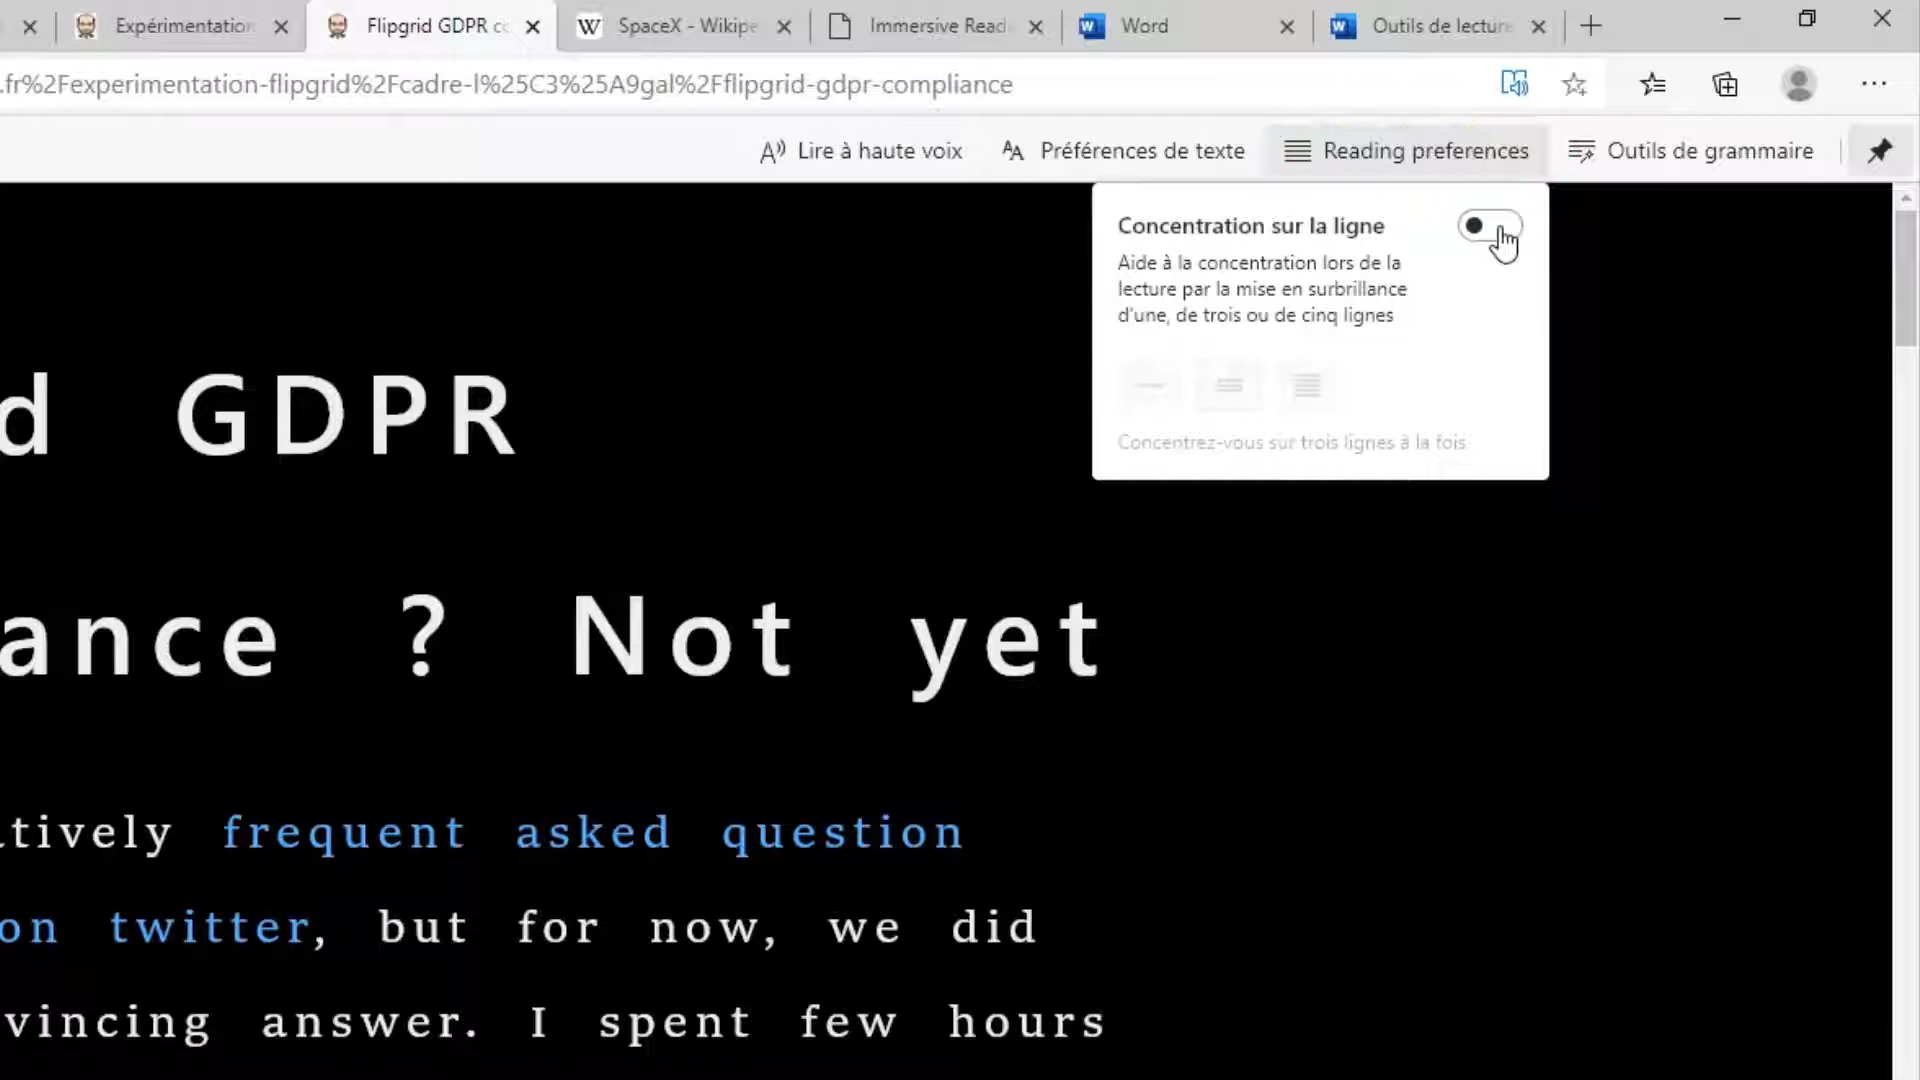 Expérimentation
Flipgrid GDPR co
W SpaceX - Wikipe
Immersive Read
Word
Outils de lecture
.fr%2Fexperimentation-flipgrid%2Fcadre-l%25C3%25A9gal%2Fflipgrid-gdpr-compliance
Lire à haute voix
Préférences de texte
Reading preferences
Outils de grammaire
Concentration sur la ligne
Aide à la concentration lors de la
lecture par la mise en surbrillance
d'une, de trois ou de cinq lignes
Concentrez-vous sur trois lignes à la fois
d GDPR
ance ? Not yet
atively frequent asked question
on twitter, but for now, we did
vincing answer. I spent few hours